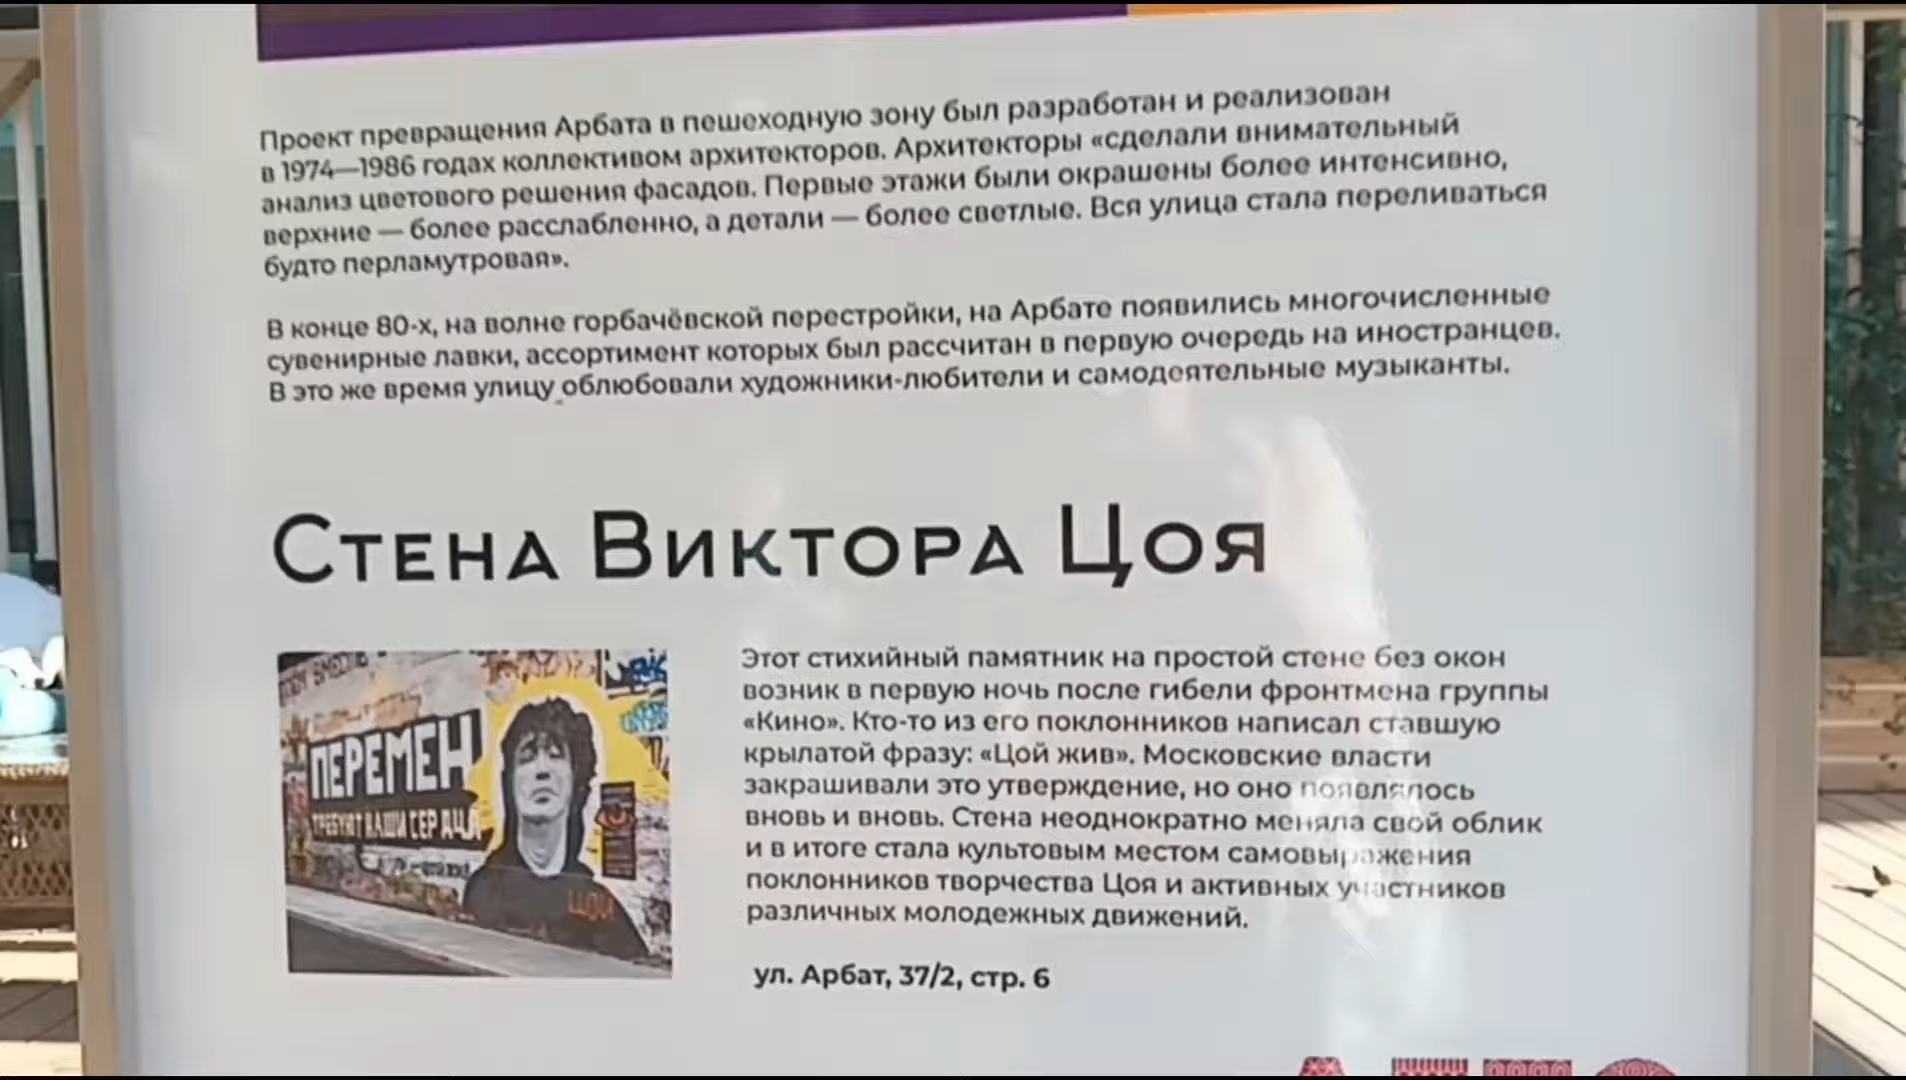 Проект превращения Арбата в пешеходную зону был разработан и реализован
в 1974—1986 годах коллективом архитекторов. Архитекторы «сделали внимательный
анализ цветового решения фасадов. Первые этажи были окрашены более интенсивно,
верхние — более расслабленно, а детали — более светлые. Вся улица стала переливаться
будто перламутровая».
В конце 80-х, на волне горбачёвской перестройки, на Арбате появились многочисленные
сувенирные лавки, ассортимент которых был рассчитан в первую очередь на иностранцев.
В это же время улицу облюбовали художники-любители и самодеятельные музыканты.
Стена Виктора Цоя
ПЕРЕМЕН
ТРЕБУЮТ НАШИ СЕРДЦА
ЦОЙ
Этот стихийный памятник на простой стене без окон
возник в первую ночь после гибели фронтмена группы
«Кино». Кто-то из его поклонников написал ставшую
крылатой фразу: «Цой жив». Московские власти
закрашивали это утверждение, но оно появлялось
вновь и вновь. Стена неоднократно меняла свой облик
и в итоге стала культовым местом самовыражения
поклонников творчества Цоя и активных участников
различных молодежных движений.
ул. Арбат, 37/2, стр. 6